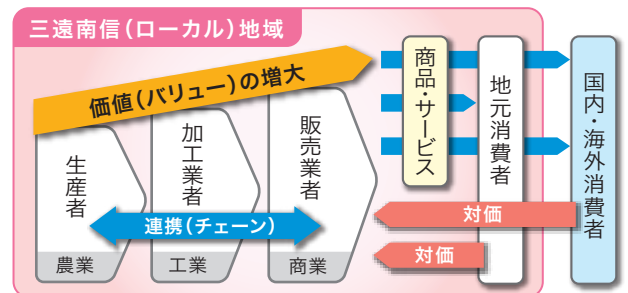 三遠南信(ローカル)地域
価値(バリュー)の増大
生産者
農業
加工業者
工業
販売業者
商業
連携(チェーン)
商品・サービス
地元消費者
国内・海外消費者
対価
対価